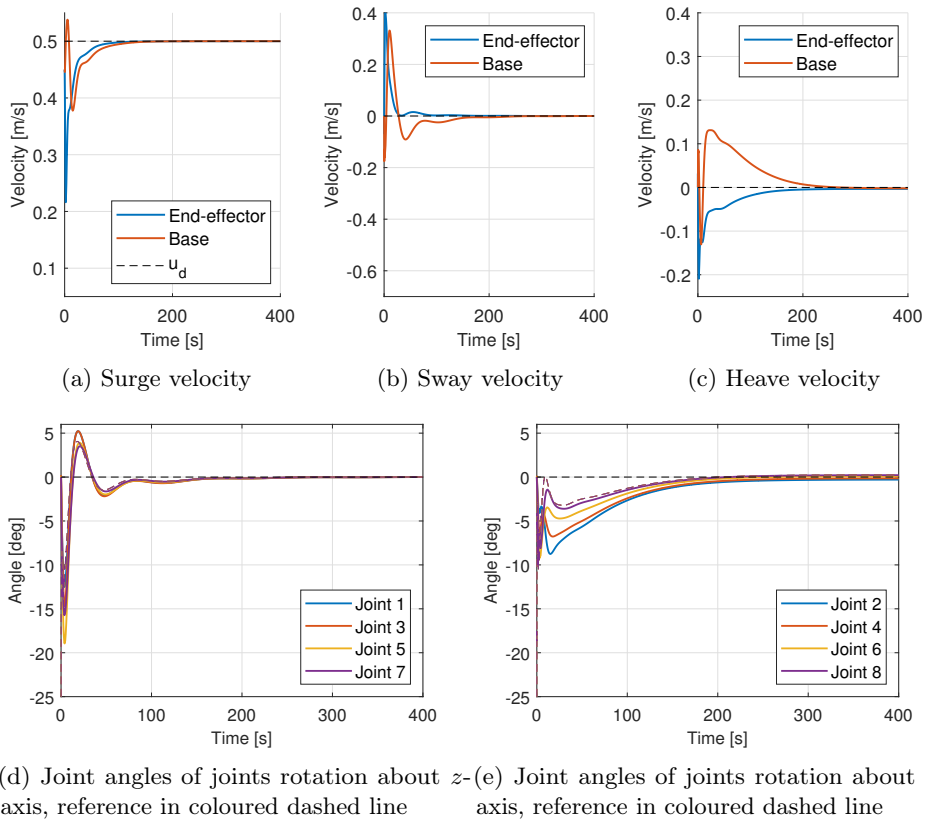 0.5
0.4
0.3
0.2
0.1
Velocity [m/s]
0 200 400
Time [s]
End-effector
Base
u_d
(a) Surge velocity
0.4
0.2
0
-0.2
-0.4
-0.6
Velocity [m/s]
0 200 400
Time [s]
End-effector
Base
(b) Sway velocity
0.4
0.3
0.2
0.1
0
-0.1
-0.2
Velocity [m/s]
0 200 400
Time [s]
End-effector
Base
(c) Heave velocity
5
0
-5
-10
-15
-20
-25
Angle [deg]
0 100 200 300 400
Time [s]
Joint 1
Joint 3
Joint 5
Joint 7
(d) Joint angles of joints rotation about z-
axis, reference in coloured dashed line
5
0
-5
-10
-15
-20
-25
Angle [deg]
0 100 200 300 400
Time [s]
Joint 2
Joint 4
Joint 6
Joint 8
(e) Joint angles of joints rotation about
axis, reference in coloured dashed line